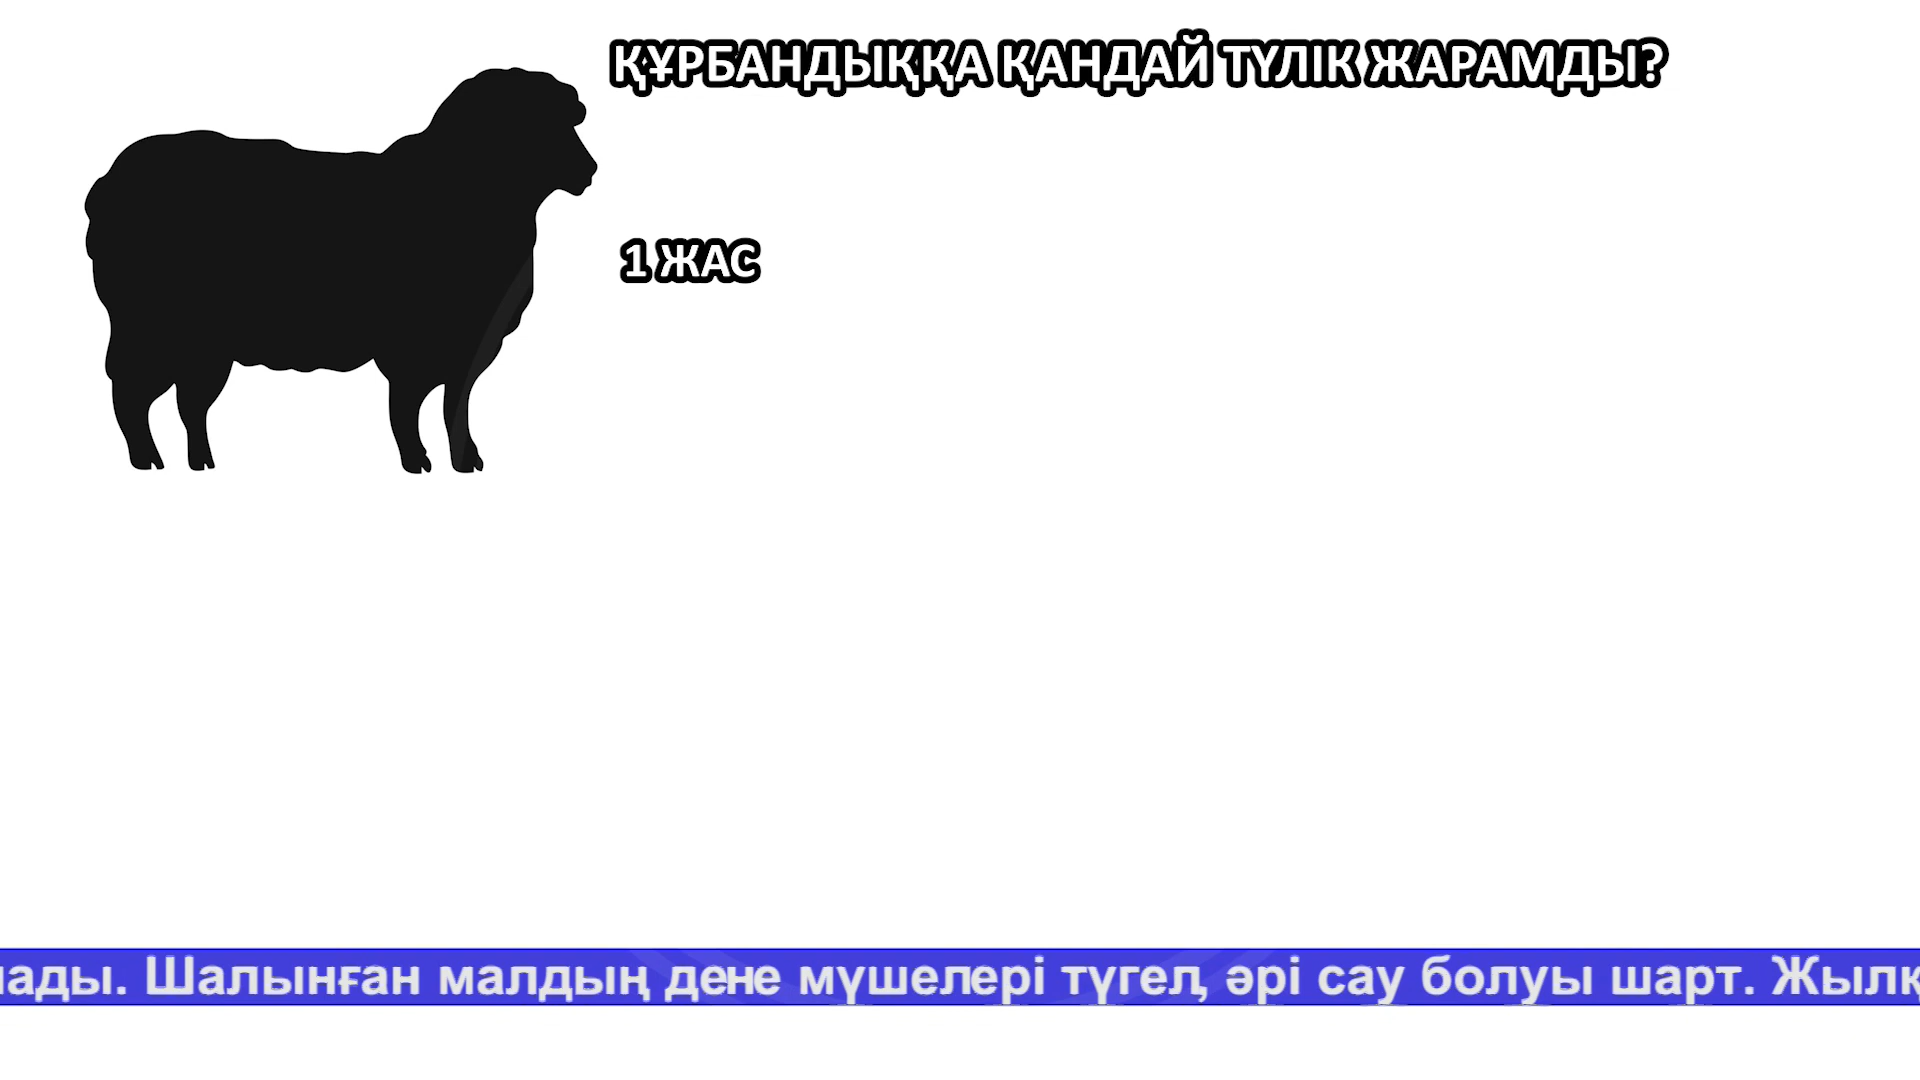 ҚҰРБАНДЫҚҚА ҚАНДАЙ ТҮЛІК ЖАРАМДЫ?
1 ЖАС
Шалынған малдың дене мүшелері түгел, әрі сау болуы шарт.